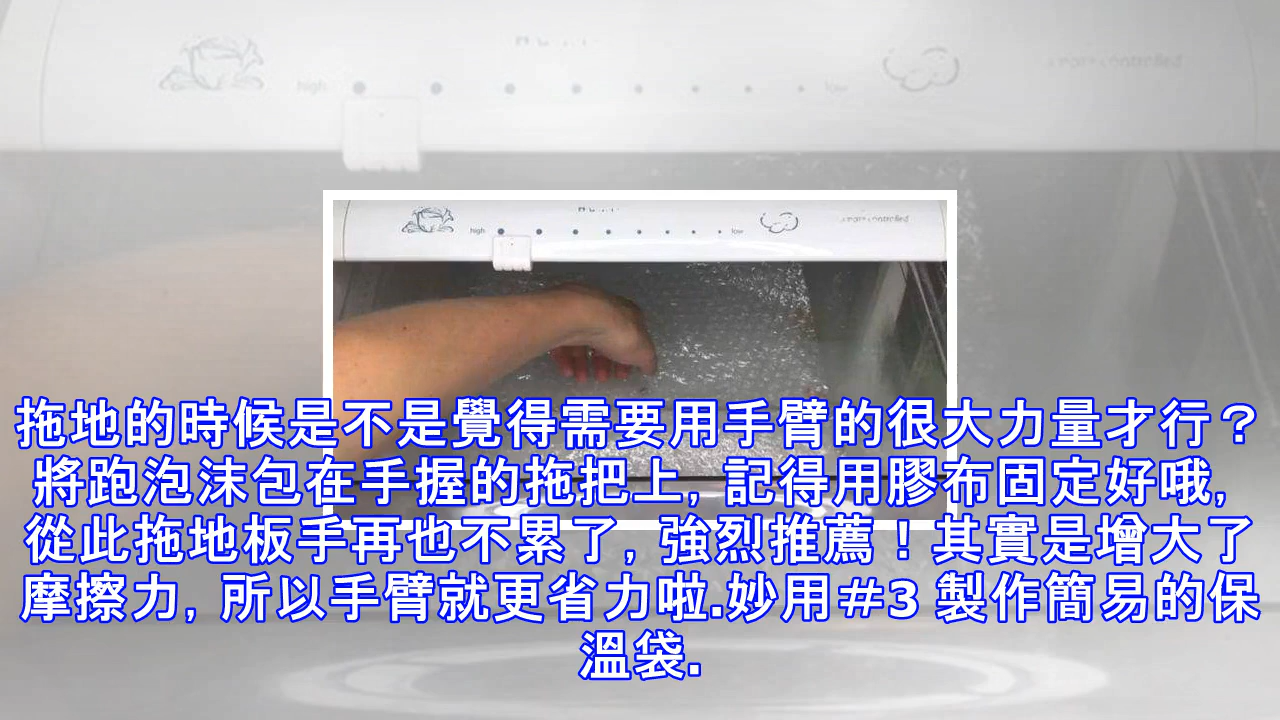 high
low
high
low
拖地的時候是不是覺得需要用手臂的很大力量才行？
將跑泡沫包在手握的拖把上, 記得用膠布固定好哦,
從此拖地板手再也不累了, 強烈推薦！其實是增大了
摩擦力, 所以手臂就更省力啦.妙用#3 製作簡易的保
溫袋.